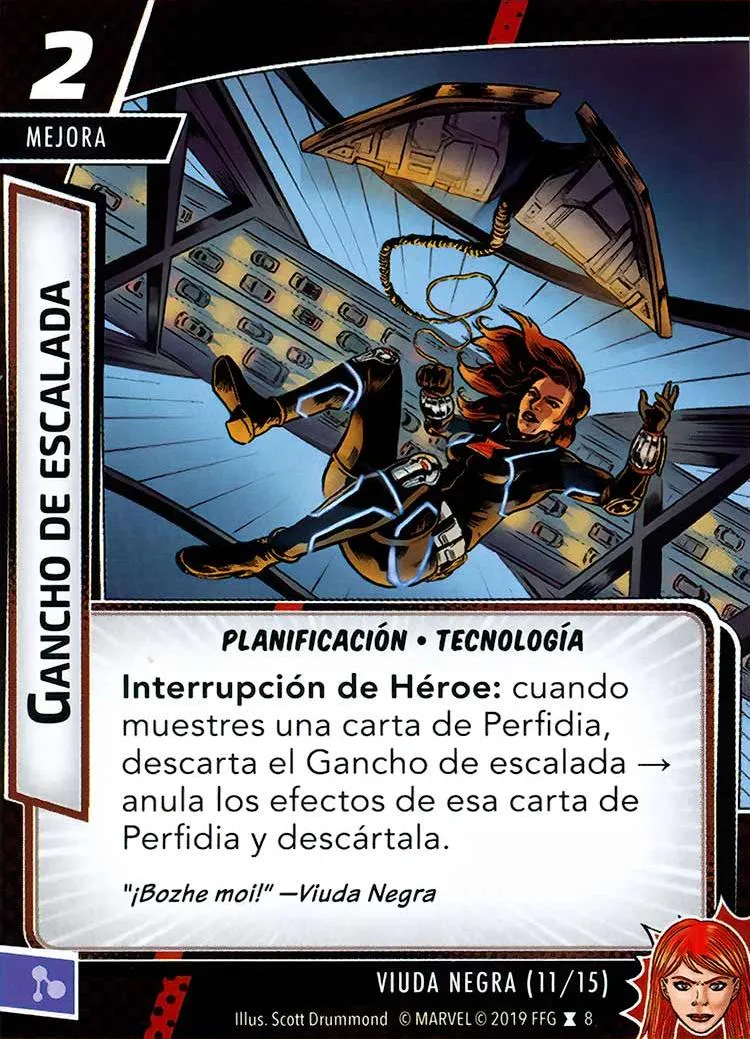 2
MEJORA
GANCHO DE ESCALADA
PLANIFICACIÓN • TECNOLOGÍA
Interrupción de Héroe: cuando
muestres una carta de Perfidia,
descarta el Gancho de escalada →
anula los efectos de esa carta de
Perfidia y descártala.
"¡Bozhe moi!" —Viuda Negra
VIUDA NEGRA (11/15)
Illus. Scott Drummond © MARVEL © 2019 FFG 8